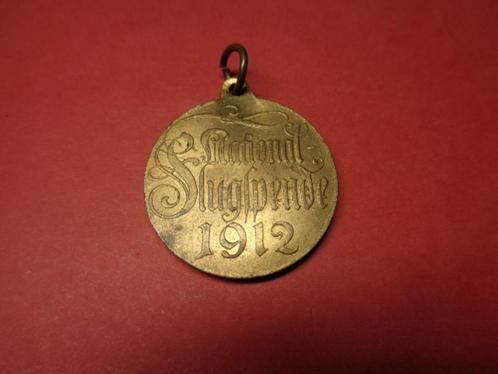 National-
Flugspende
1912